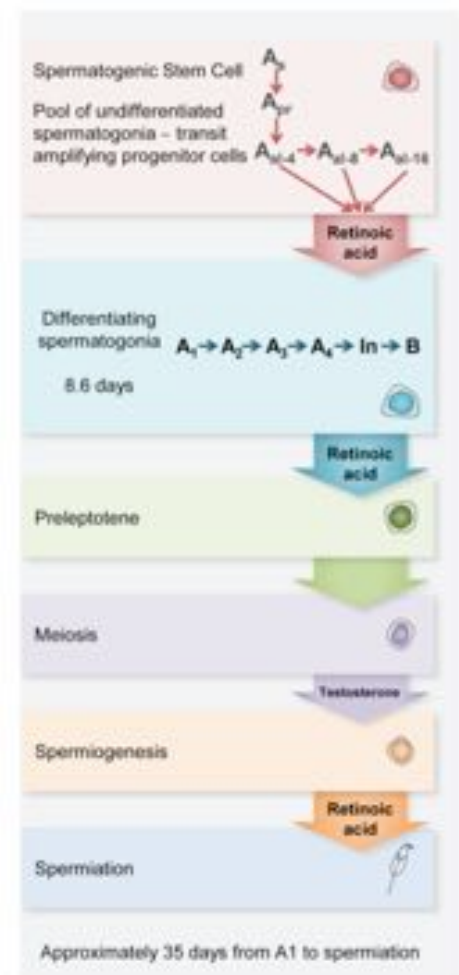 Spermatogenic Stem Cell
As
Pool of undifferentiated
spermatogonia – transit
amplifying progenitor cells
Apr
Aal-4 → Aal-8 → Aal-16
Retinoic
acid
Differentiating
spermatogonia
A1 → A2 → A3 → A4 → In → B
8.6 days
Retinoic
acid
Preleptotene
Meiosis
Testosterone
Spermiogenesis
Retinoic
acid
Spermiation
Approximately 35 days from A1 to spermiation